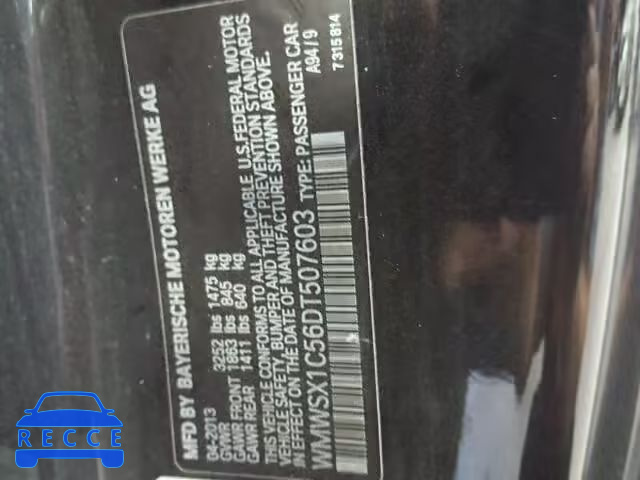 MFD BY BAYERISCHE MOTOREN WERKE AG
04-2013
GVWR 3252 lbs 1475 kg
GAWR FRONT 1863 lbs 845 kg
GAWR REAR 1411 lbs 640 kg
THIS VEHICLE CONFORMS TO ALL APPLICABLE U.S.FEDERAL MOTOR
VEHICLE SAFETY, BUMPER AND THEFT PREVENTION STANDARDS
IN EFFECT ON THE DATE OF MANUFACTURE SHOWN ABOVE.
WMWSX1C56DT507603 TYPE: PASSENGER CAR
A94/9
7315814
RECCE